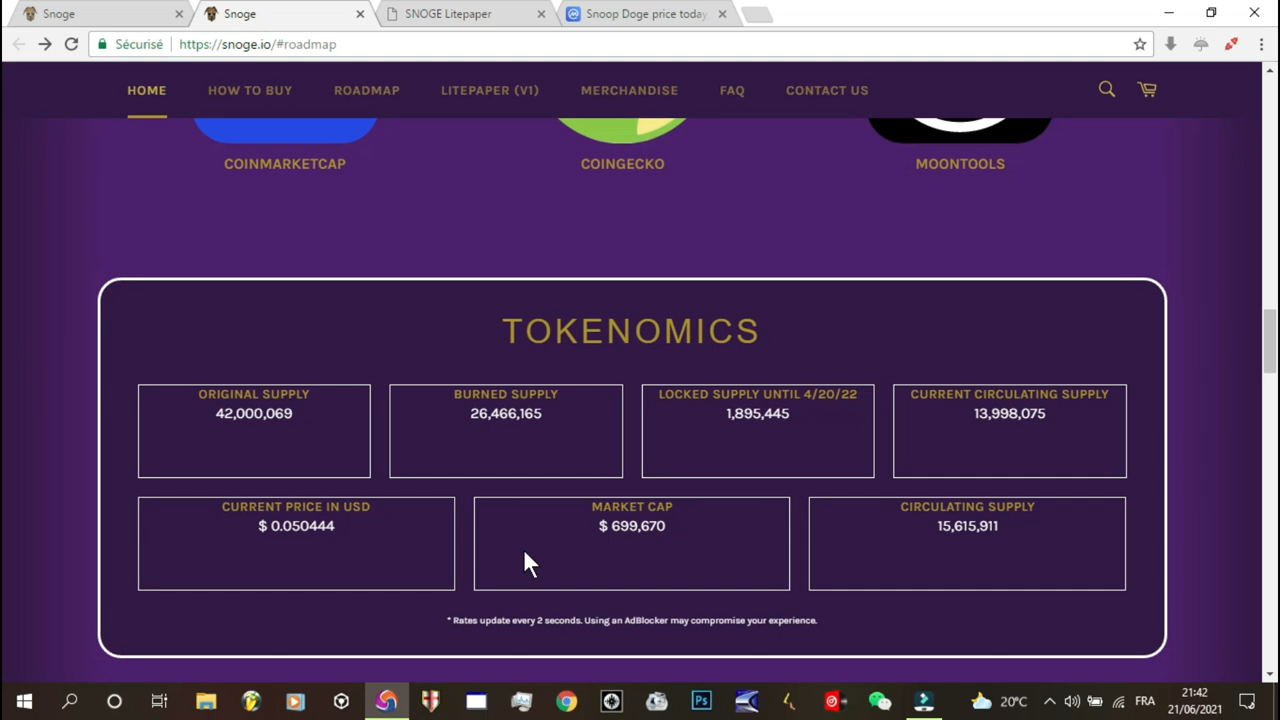 Snoge
Snoge
SNOGE Litepaper
Snoop Doge price today
Sécurisé
https://snoge.io/#roadmap
HOME
HOW TO BUY
ROADMAP
LITEPAPER (V1)
MERCHANDISE
FAQ
CONTACT US
COINMARKETCAP
COINGECKO
MOONTOOLS
TOKENOMICS
ORIGINAL SUPPLY
42,000,069
BURNED SUPPLY
26,466,165
LOCKED SUPPLY UNTIL 4/20/22
1,895,445
CURRENT CIRCULATING SUPPLY
13,998,075
CURRENT PRICE IN USD
$ 0.050444
MARKET CAP
$ 699,670
CIRCULATING SUPPLY
15,615,911
* Rates update every 2 seconds. Using an AdBlocker may compromise your experience.
Ps
20°C
FRA
21:42
21/06/2021